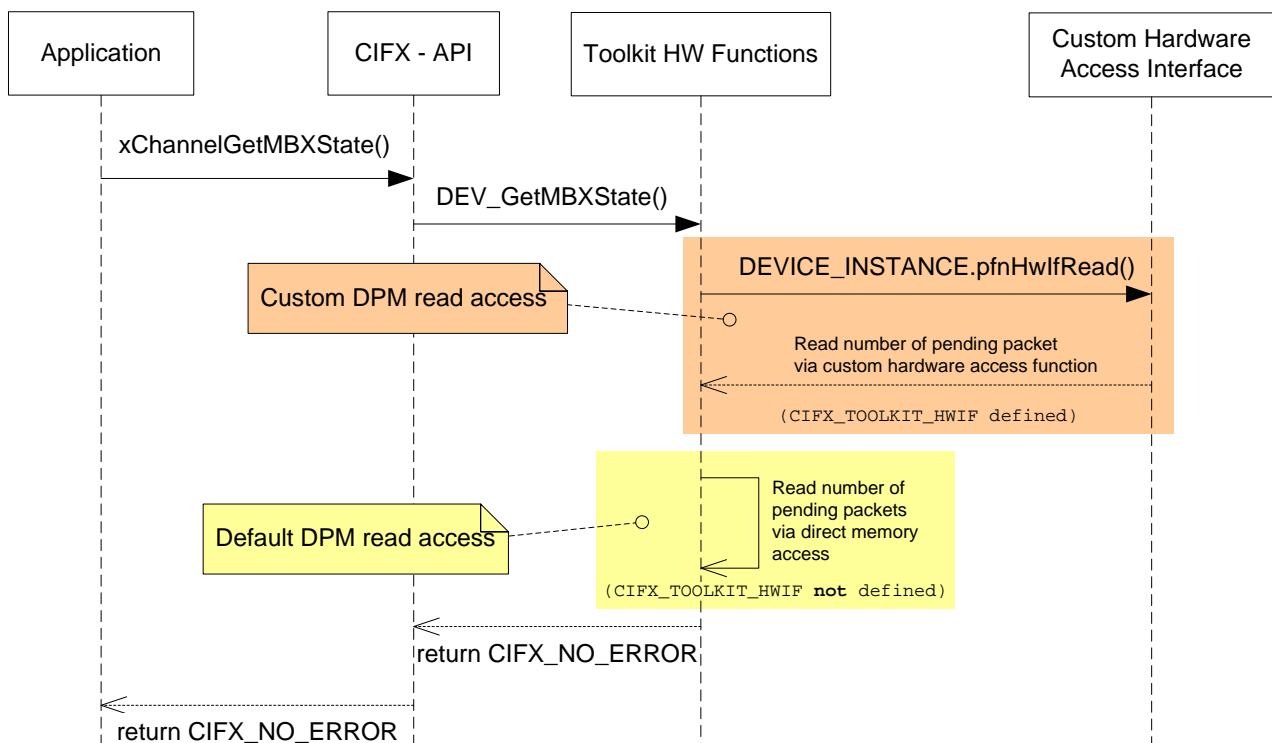 Application
CIFX - API
Toolkit HW Functions
Custom Hardware
Access Interface
xChannelGetMBXState()
DEV_GetMBXState()
DEVICE_INSTANCE.pfnHwIfRead()
Custom DPM read access
Read number of pending packet
via custom hardware access function
(CIFX_TOOLKIT_HWIF defined)
Read number of
pending packets
via direct memory
access
Default DPM read access
(CIFX_TOOLKIT_HWIF not defined)
return CIFX_NO_ERROR
return CIFX_NO_ERROR